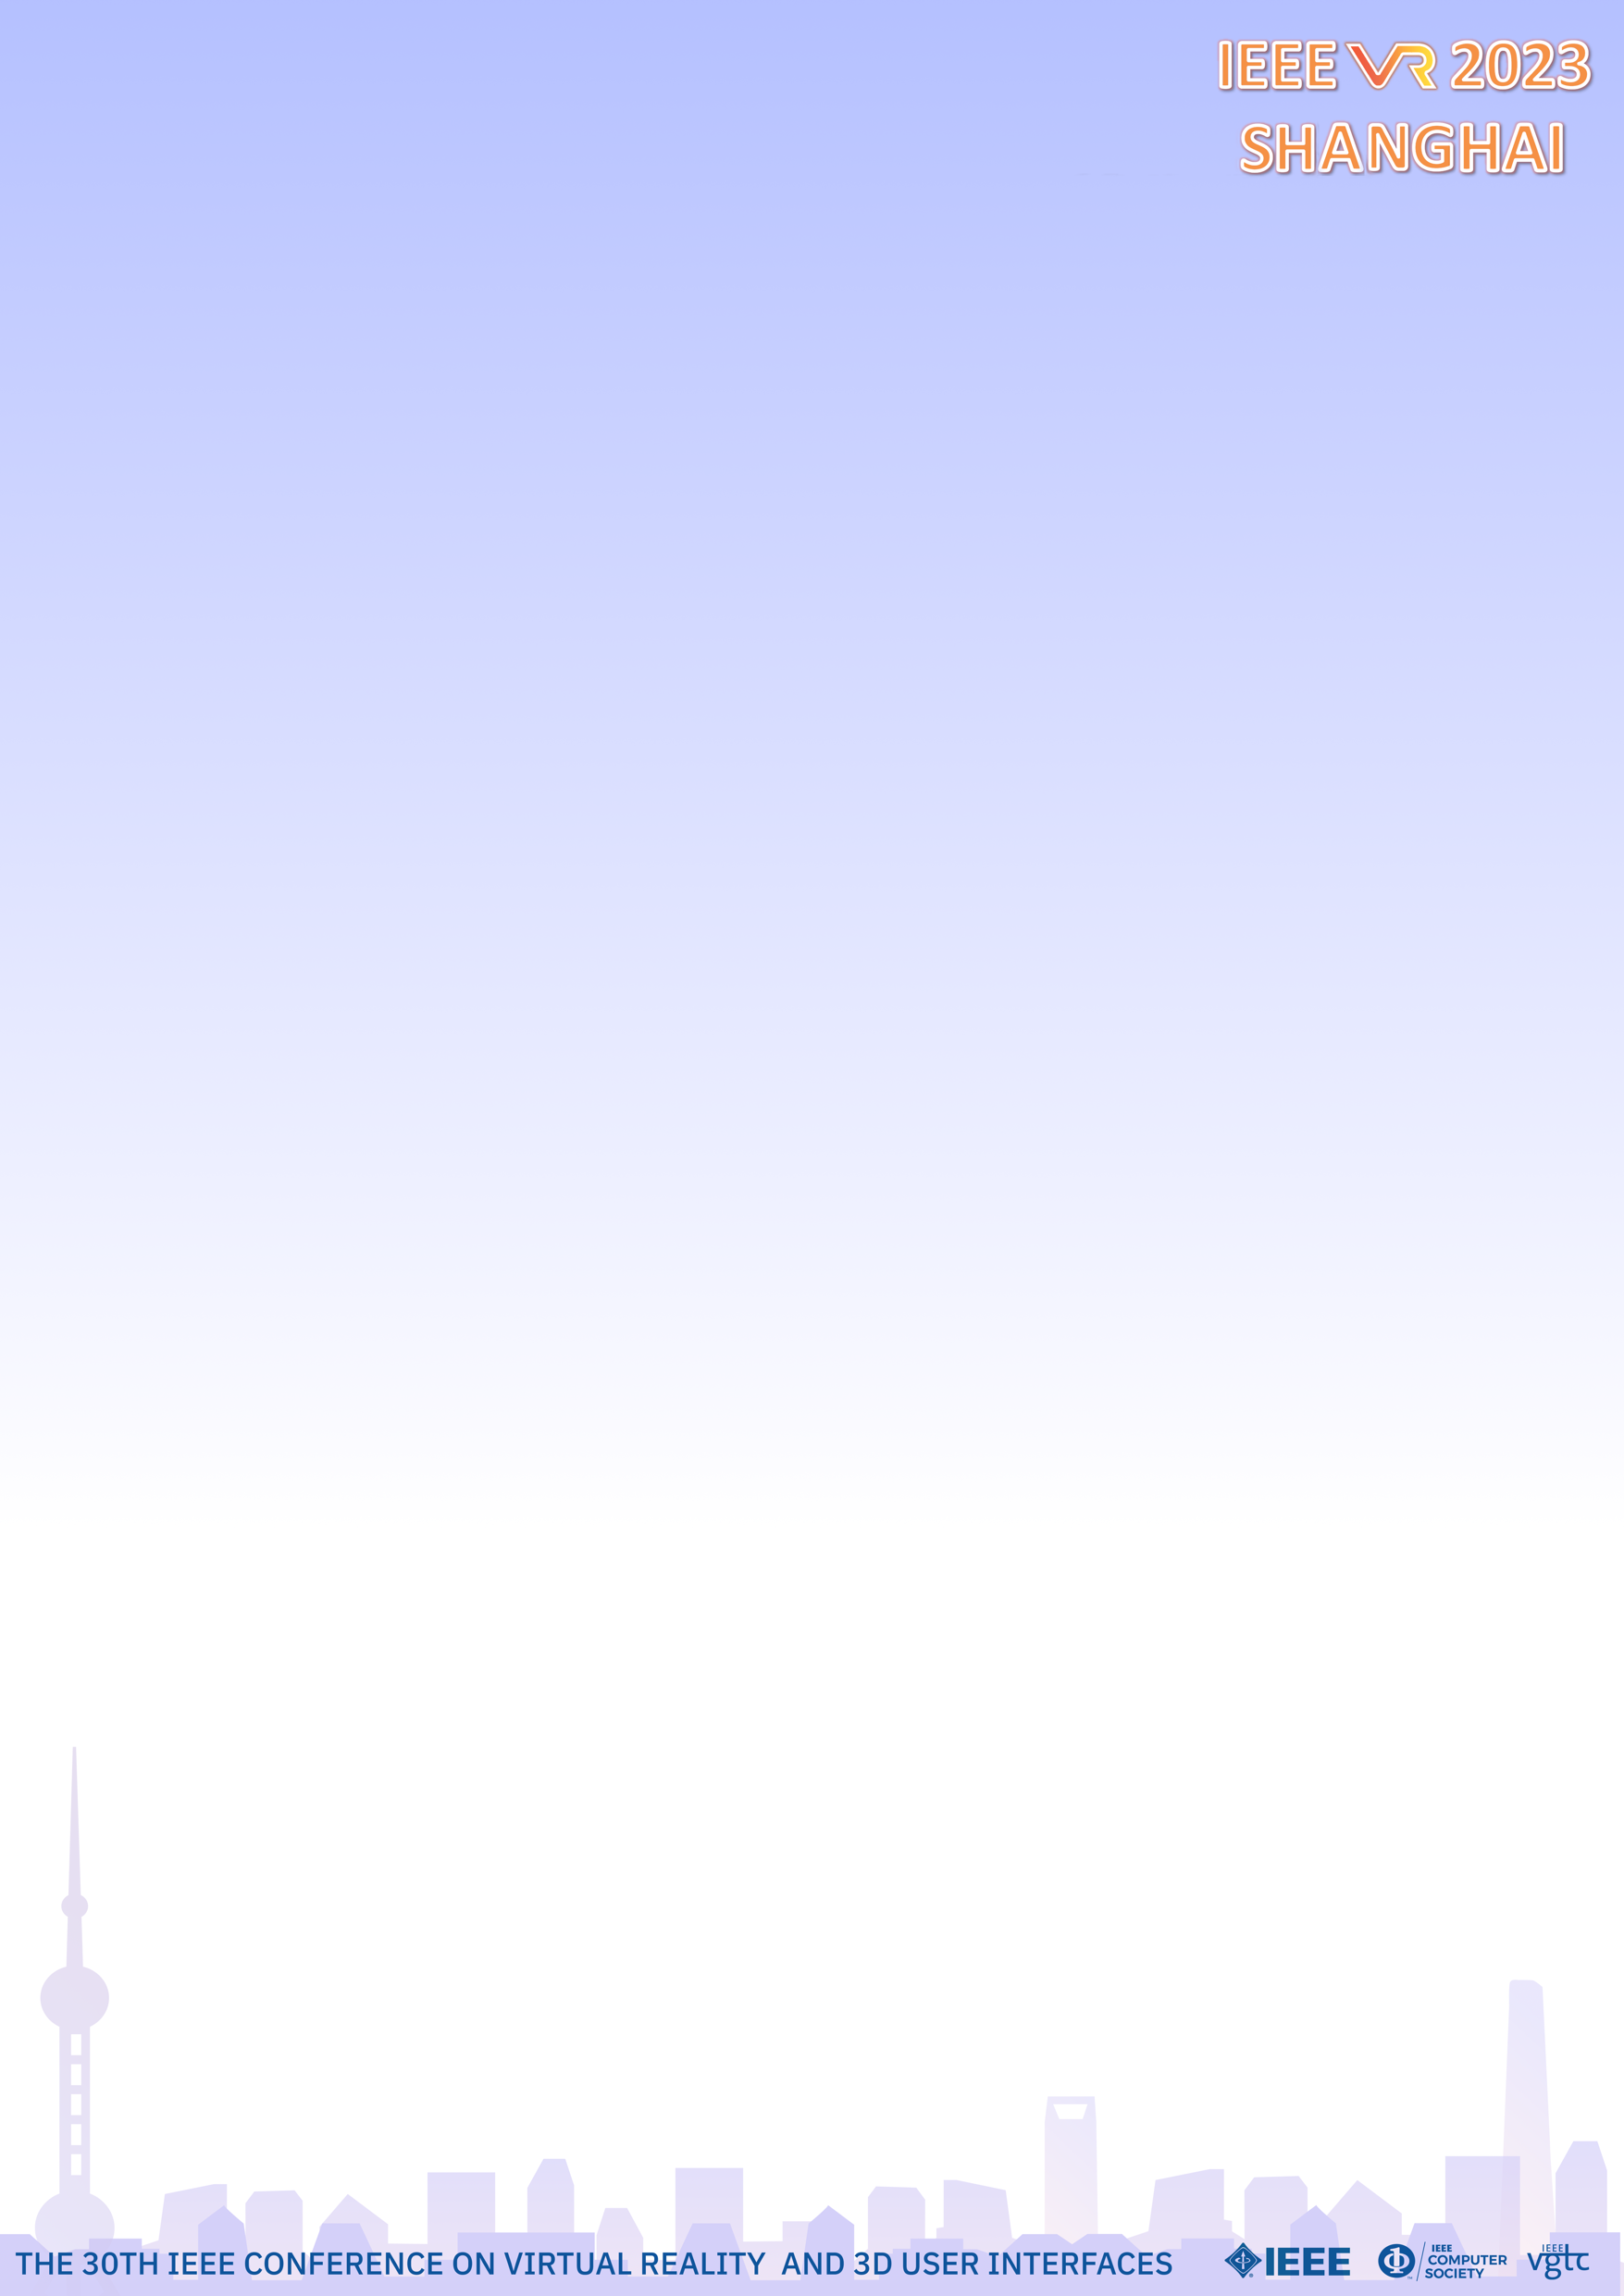 IEEE VR 2023
SHANGHAI
THE 30TH IEEE CONFERENCE ON VIRTUAL REALITY AND 3D USER INTERFACES
IEEE
IEEE
COMPUTER
SOCIETY
IEEE
vgtc